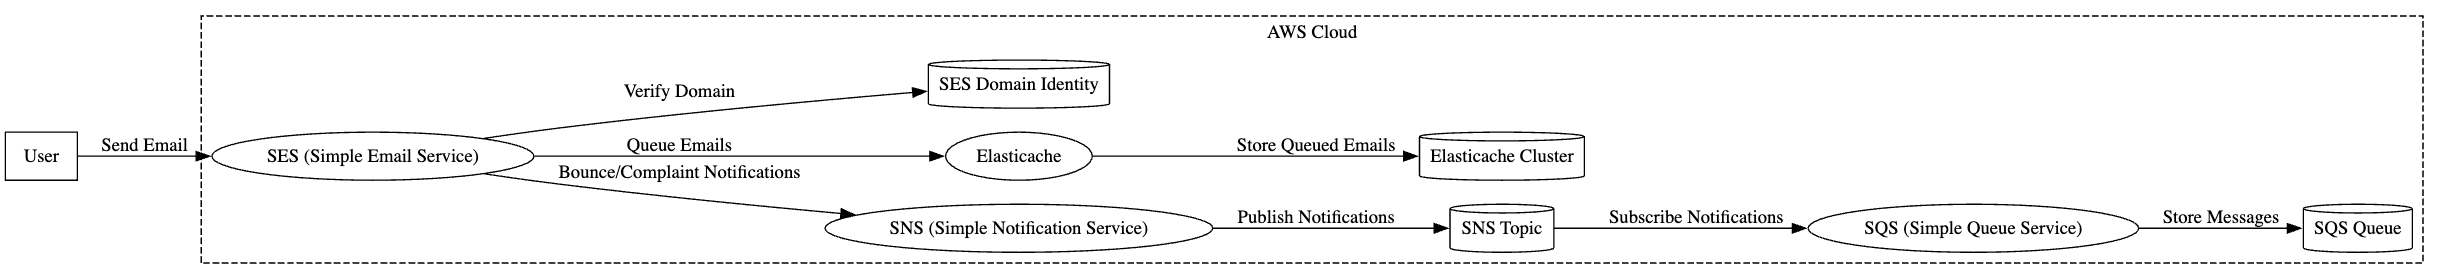 AWS Cloud
Verify Domain
SES Domain Identity
User
Send Email
SES (Simple Email Service)
Queue Emails
Elasticache
Store Queued Emails
Elasticache Cluster
Bounce/Complaint Notifications
SNS (Simple Notification Service)
Publish Notifications
SNS Topic
Subscribe Notifications
SQS (Simple Queue Service)
Store Messages
SQS Queue